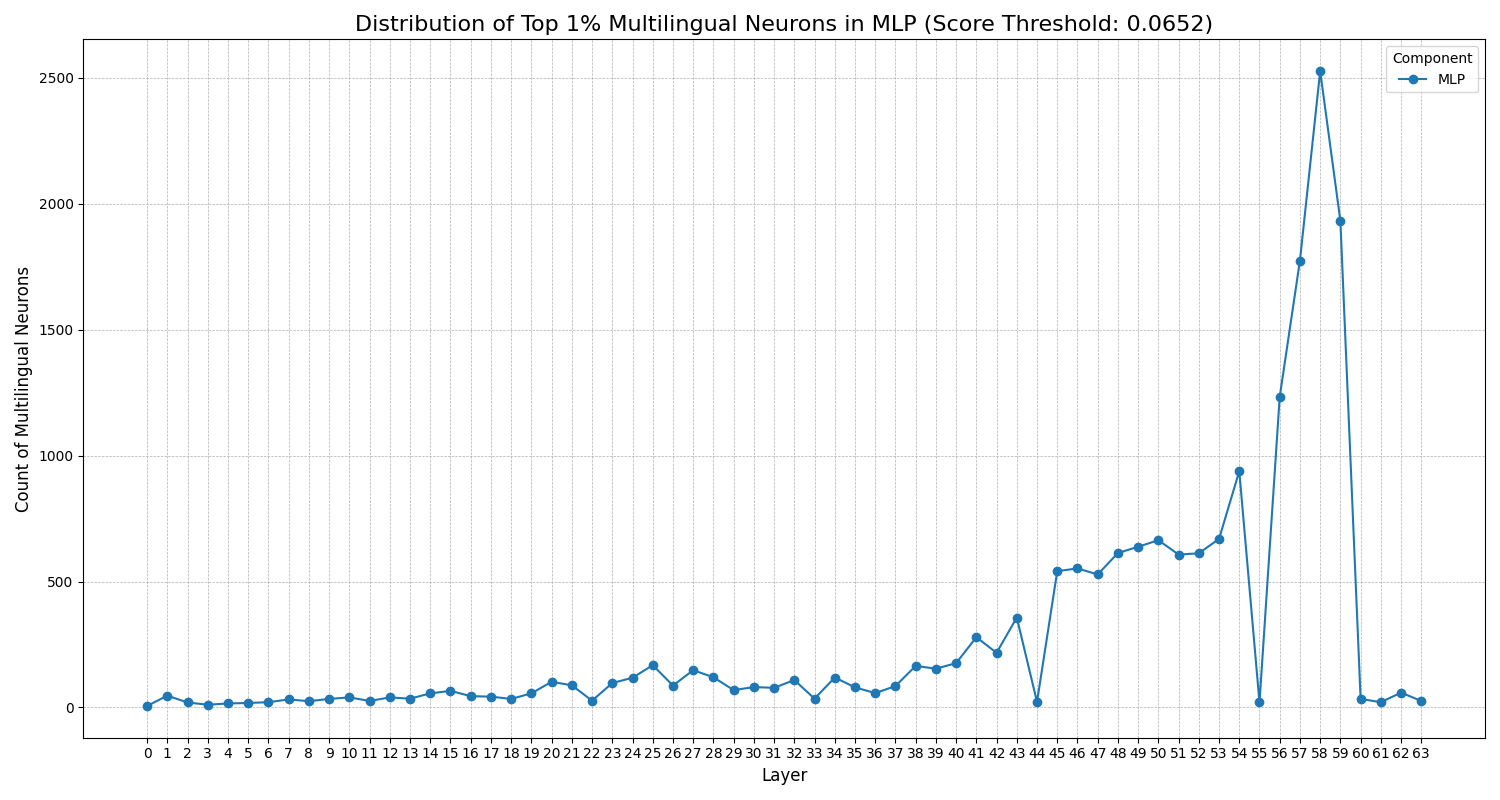 Distribution of Top 1% Multilingual Neurons in MLP (Score Threshold: 0.0652)
Component
MLP
Count of Multilingual Neurons
2500
2000
1500
1000
500
0
0 1 2 3 4 5 6 7 8 9 10 11 12 13 14 15 16 17 18 19 20 21 22 23 24 25 26 27 28 29 30 31 32 33 34 35 36 37 38 39 40 41 42 43 44 45 46 47 48 49 50 51 52 53 54 55 56 57 58 59 60 61 62 63
Layer